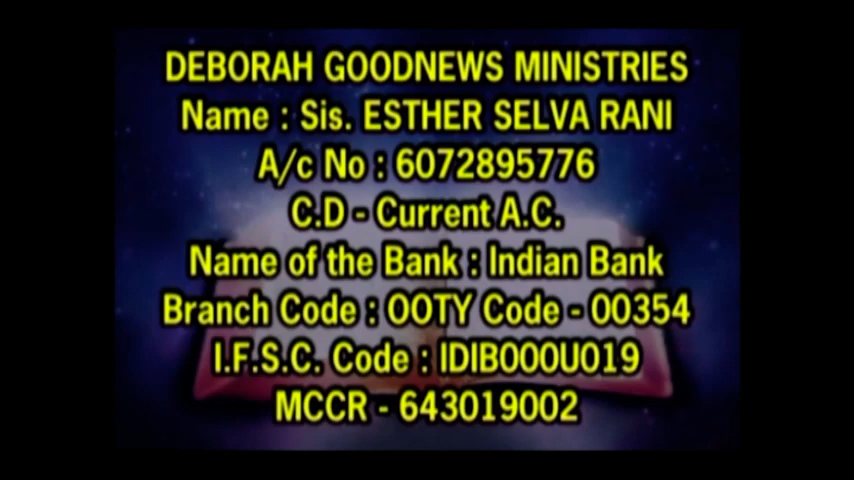 DEBORAH GOODNEWS MINISTRIES
Name : Sis. ESTHER SELVA RANI
A/c No : 6072895776
C.D - Current A.C.
Name of the Bank : Indian Bank
Branch Code : OOTY Code - 00354
I.F.S.C. Code : IDIB000U019
MCCR - 643019002